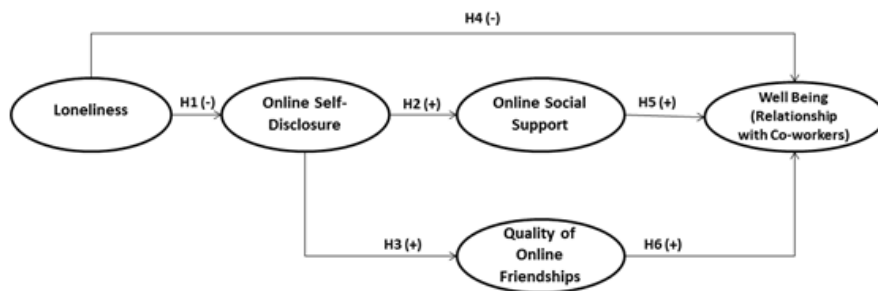 H4 (-)
Loneliness
H1 (-)
Online Self-
Disclosure
H2 (+)
Online Social
Support
H5 (+)
Well Being
(Relationship
with Co-workers)
H3 (+)
Quality of
Online
Friendships
H6 (+)